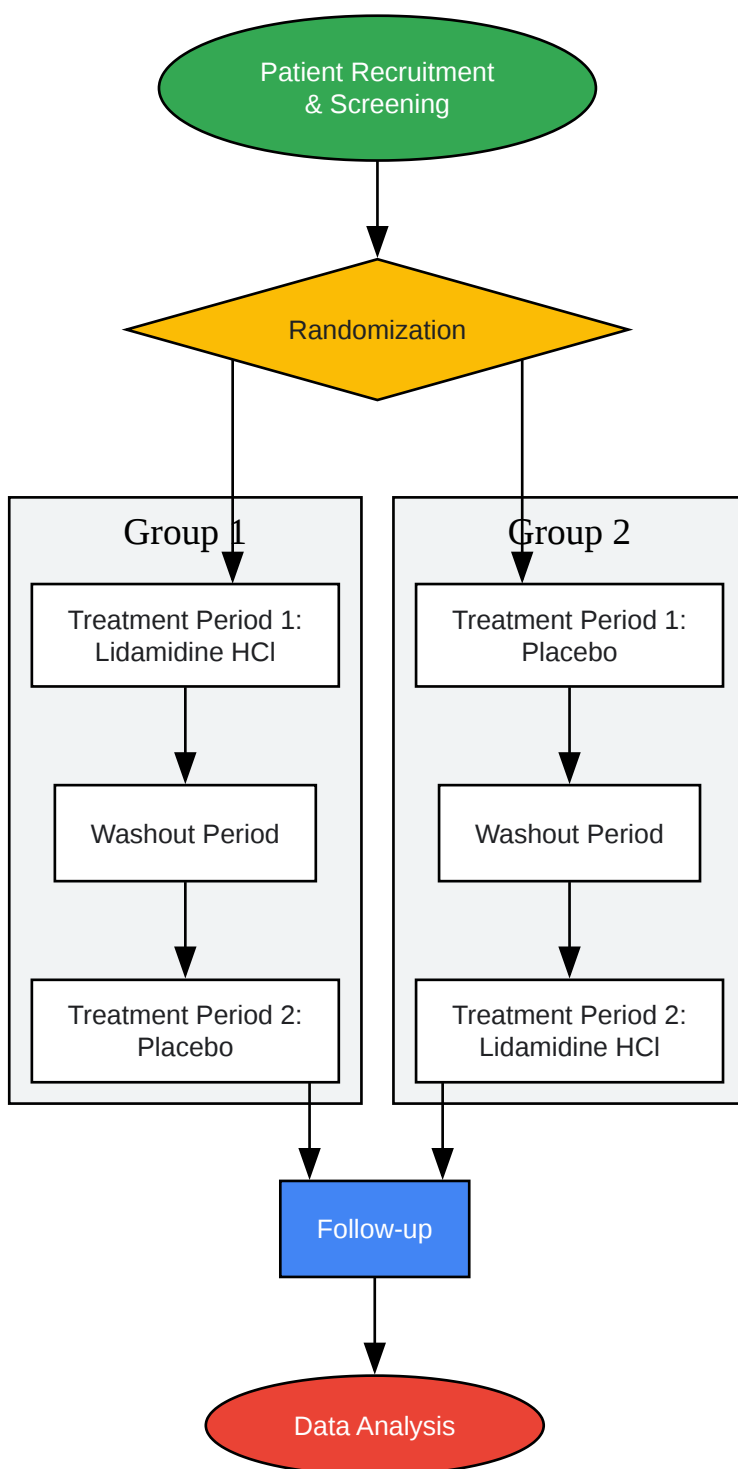 Patient Recruitment
& Screening
Randomization
Group 1
Treatment Period 1:
Lidamidine HCl
Washout Period
Treatment Period 2:
Placebo
Group 2
Treatment Period 1:
Placebo
Washout Period
Treatment Period 2:
Lidamidine HCl
Follow-up
Data Analysis